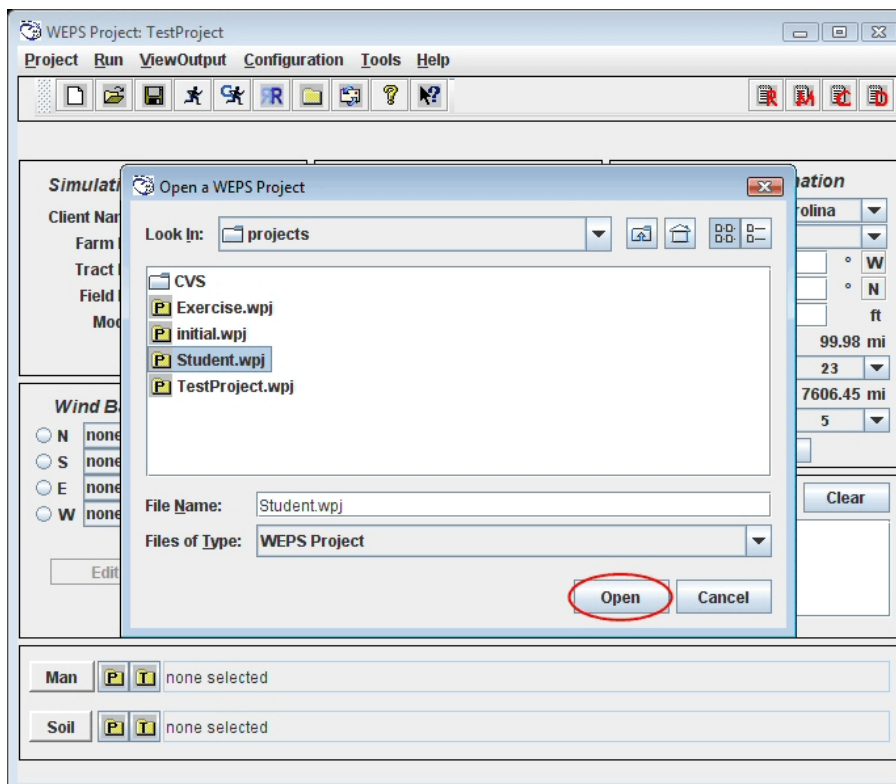 WEPS Project: TestProject
Project Run ViewOutput Configuration Tools Help
R M C D
Open a WEPS Project
Look In: projects
CVS
Exercise.wpj
initial.wpj
Student.wpj
TestProject.wpj
File Name: Student.wpj
Files of Type: WEPS Project
Open Cancel
Simulati
Client Nar
Farm
Tract
Field
Mod
ation
rolina
° W
° N
ft
99.98 mi
23
7606.45 mi
5
Wind B
N none
S none
E none
W none
Edit
Clear
Man P T none selected
Soil P T none selected